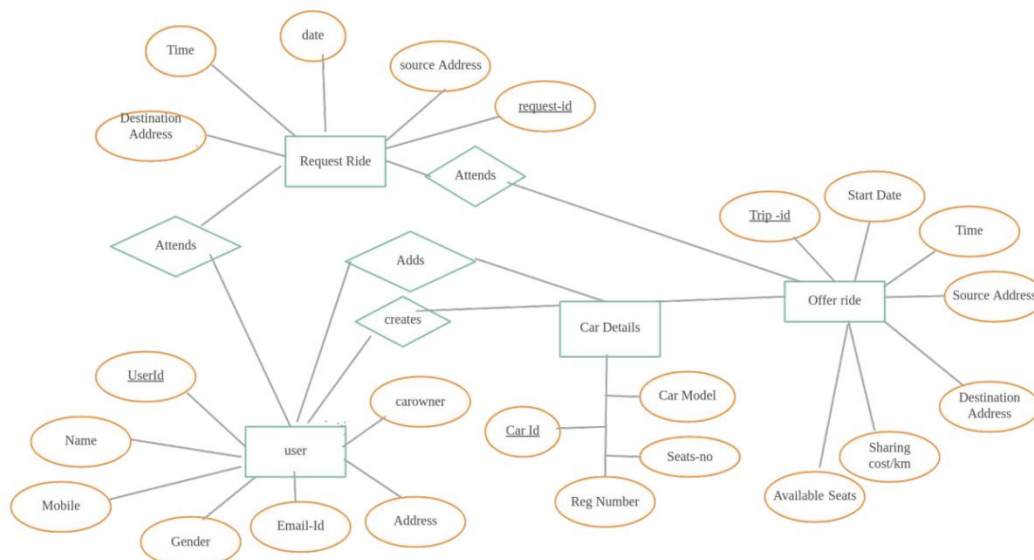 date
Time
source Address
request-id
Destination
Address
Request Ride
Attends
Attends
Trip -id
Start Date
Time
Adds
Offer ride
Source Address
creates
Car Details
UserId
Car Model
carowner
Destination
Address
Car Id
Name
user
Seats-no
Sharing
cost/km
Mobile
Reg Number
Available Seats
Email-Id
Address
Gender